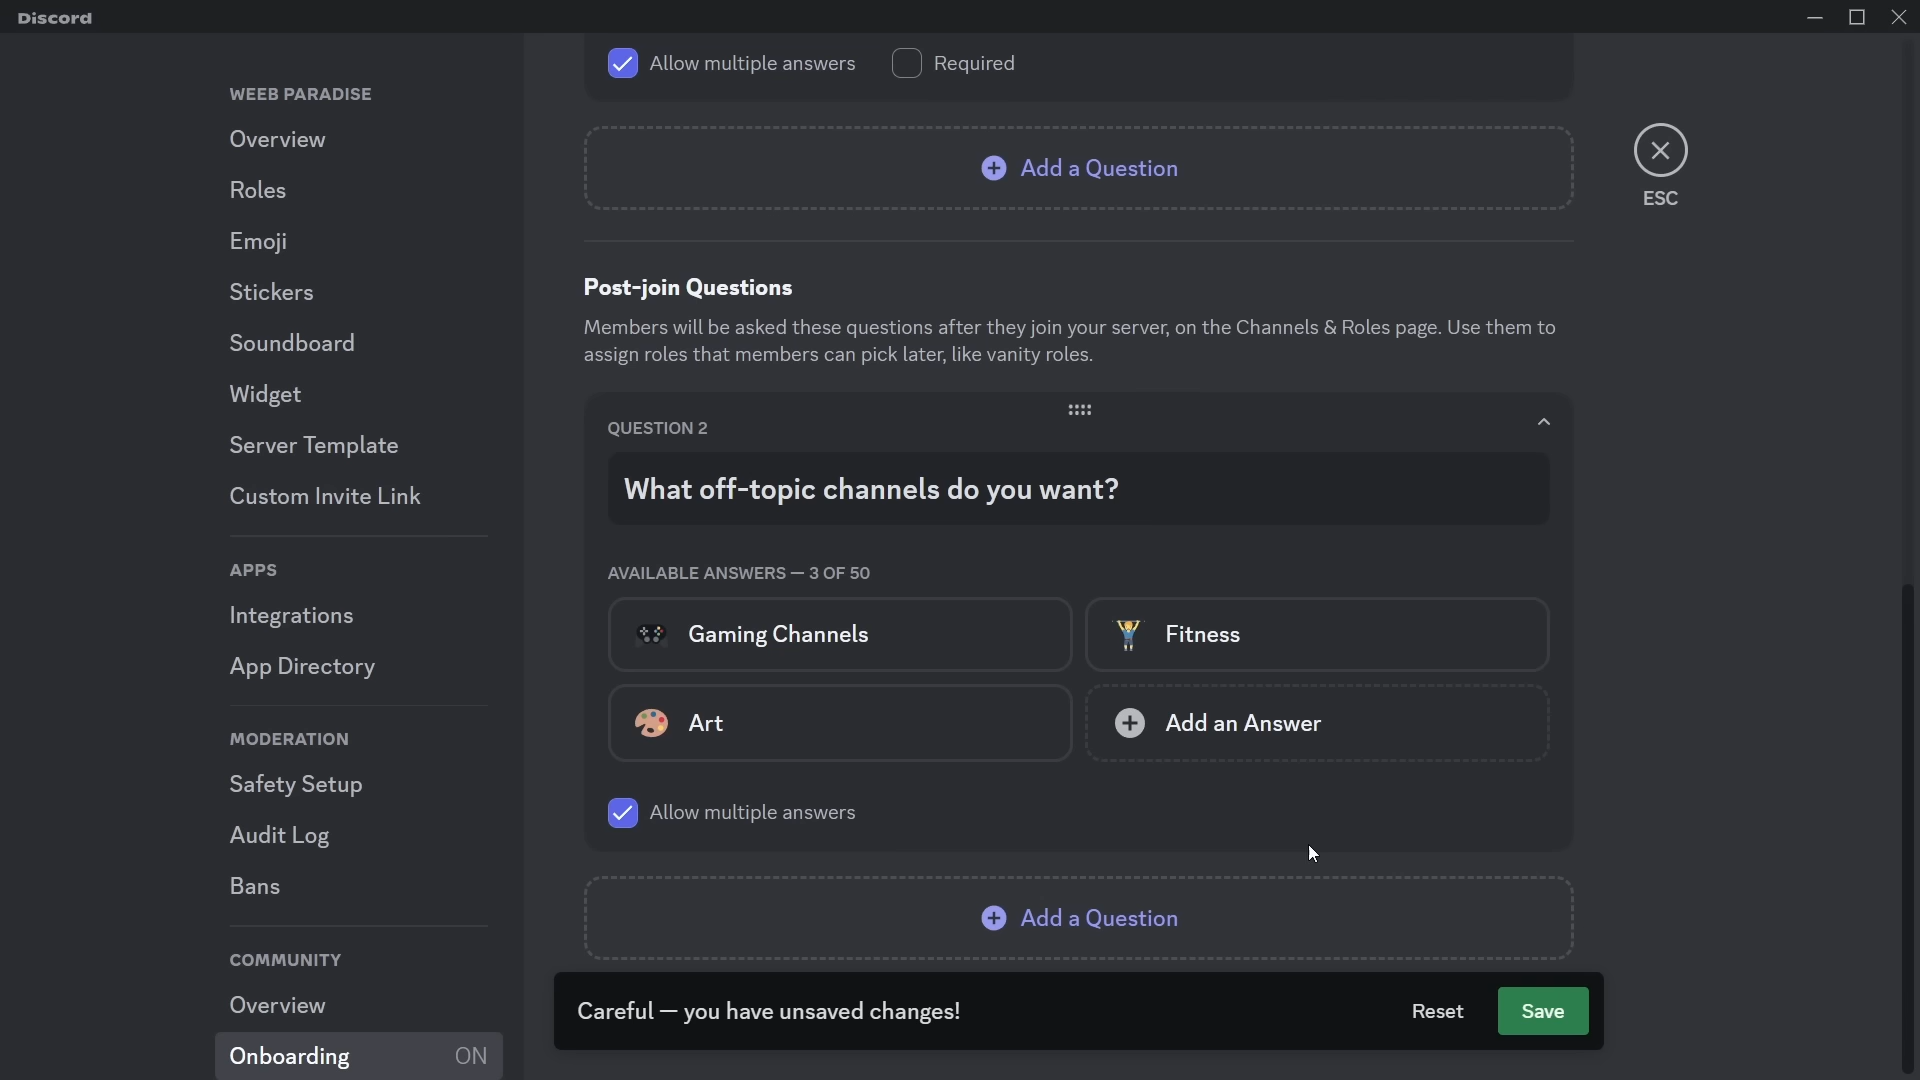 Discord
WEEB PARADISE
Overview
Roles
Emoji
Stickers
Soundboard
Widget
Server Template
Custom Invite Link
APPS
Integrations
App Directory
MODERATION
Safety Setup
Audit Log
Bans
COMMUNITY
Overview
Onboarding ON
Allow multiple answers Required
Add a Question
ESC
Post-join Questions
Members will be asked these questions after they join your server, on the Channels & Roles page. Use them to
assign roles that members can pick later, like vanity roles.
QUESTION 2
What off-topic channels do you want?
AVAILABLE ANSWERS — 3 OF 50
Gaming Channels Fitness
Art Add an Answer
Allow multiple answers
Add a Question
Careful — you have unsaved changes! Reset Save